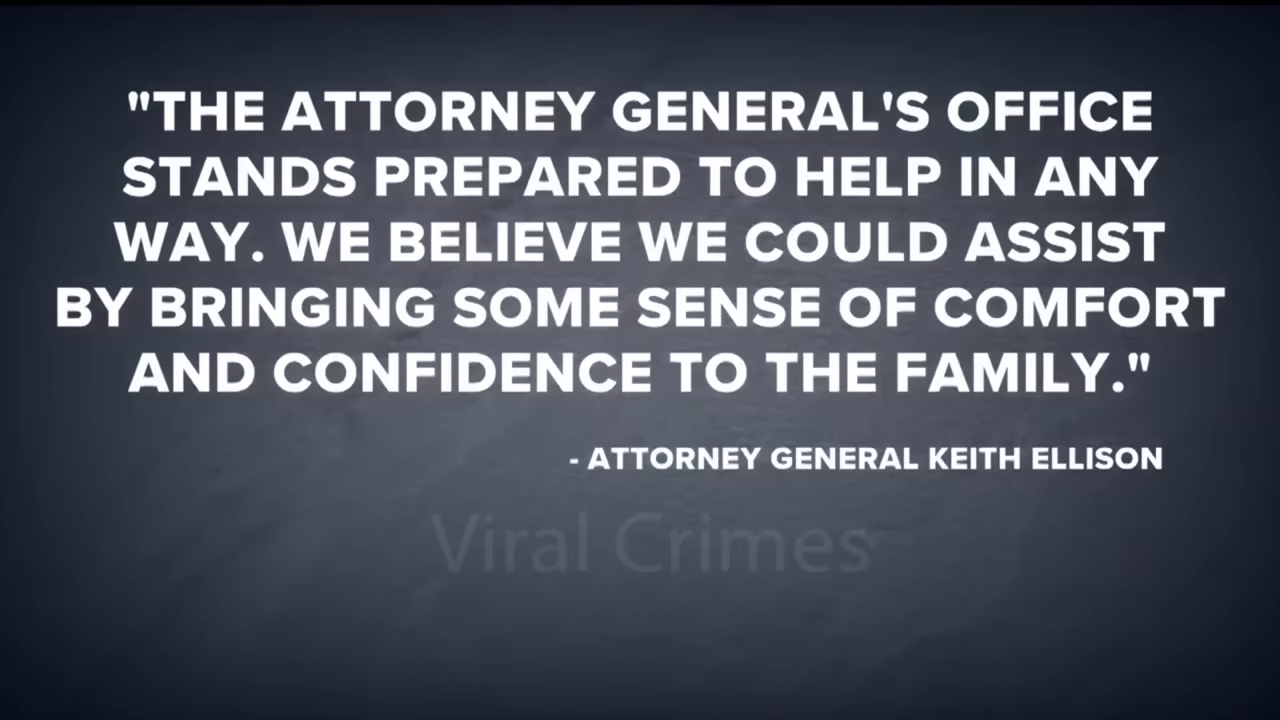 "THE ATTORNEY GENERAL'S OFFICE
STANDS PREPARED TO HELP IN ANY
WAY. WE BELIEVE WE COULD ASSIST
BY BRINGING SOME SENSE OF COMFORT
AND CONFIDENCE TO THE FAMILY."
- ATTORNEY GENERAL KEITH ELLISON
Viral Crimes